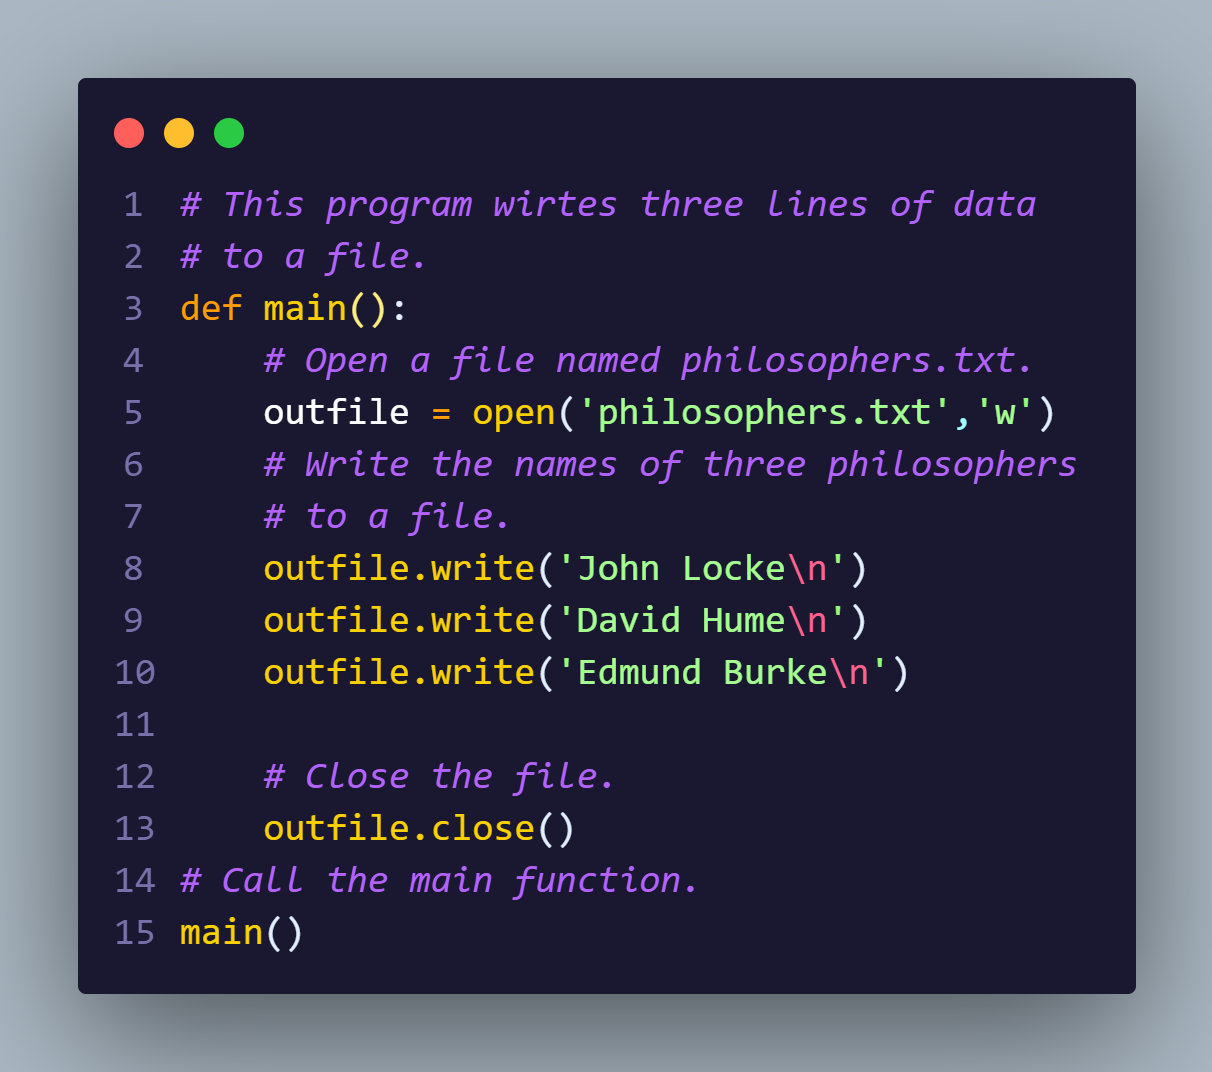 1 # This program wirtes three lines of data
2 # to a file.
3 def main():
4     # Open a file named philosophers.txt.
5     outfile = open('philosophers.txt','w')
6     # Write the names of three philosophers
7     # to a file.
8     outfile.write('John Locke\n')
9     outfile.write('David Hume\n')
10     outfile.write('Edmund Burke\n')
11
12     # Close the file.
13     outfile.close()
14 # Call the main function.
15 main()